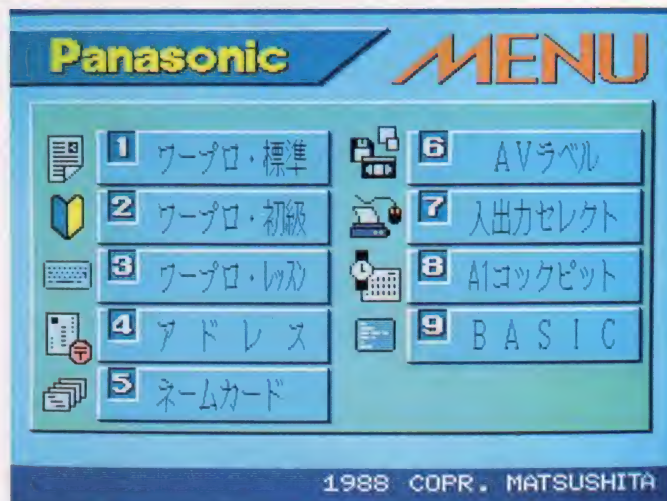 Panasonic MENU
1 ワープロ・標準
2 ワープロ・初級
3 ワープロ・レッスン
4 アドレス
5 ネームカード
6 AVラベル
7 入出力セレクト
8 A1コックピット
9 BASIC
1988 COPR. MATSUSHITA